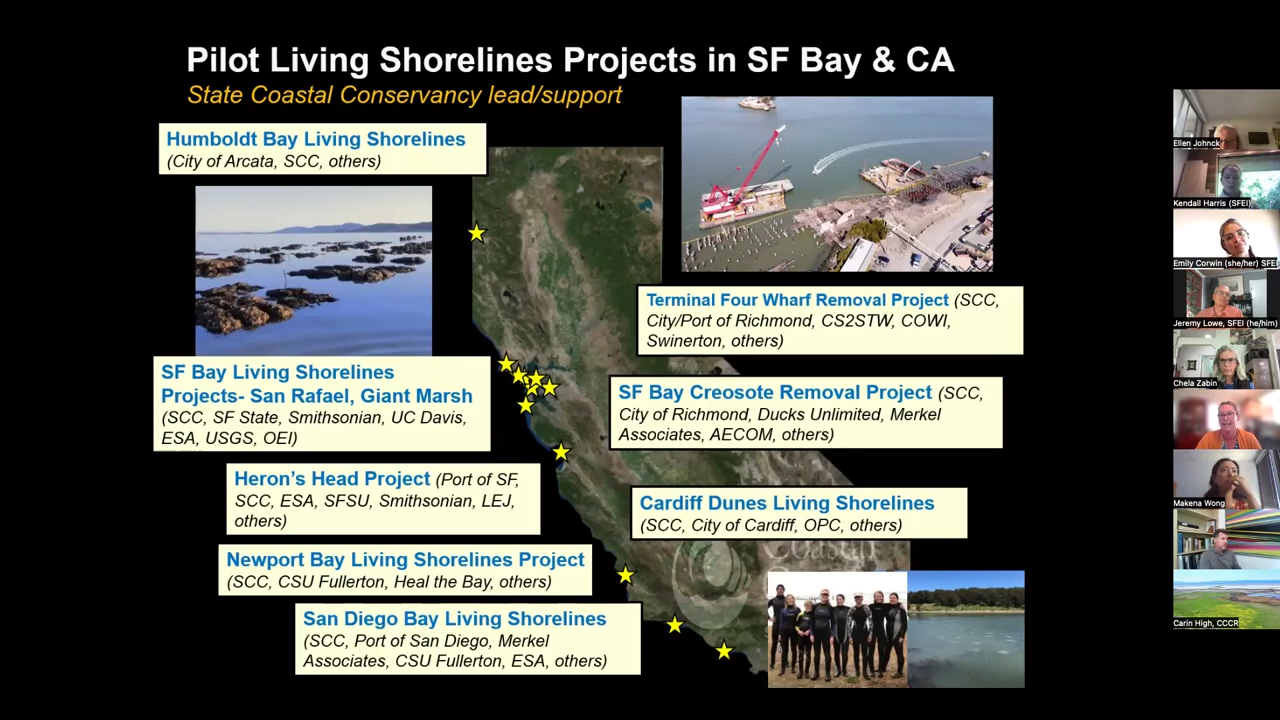 Pilot Living Shorelines Projects in SF Bay & CA
State Coastal Conservancy lead/support
Humboldt Bay Living Shorelines
(City of Arcata, SCC, others)
SF Bay Living Shorelines
Projects- San Rafael, Giant Marsh
(SCC, SF State, Smithsonian, UC Davis,
ESA, USGS, OEI)
Heron's Head Project (Port of SF,
SCC, ESA, SFSU, Smithsonian, LEJ,
others)
Newport Bay Living Shorelines Project
(SCC, CSU Fullerton, Heal the Bay, others)
San Diego Bay Living Shorelines
(SCC, Port of San Diego, Merkel
Associates, CSU Fullerton, ESA, others)
Terminal Four Wharf Removal Project (SCC,
City/Port of Richmond, CS2STW, COWI,
Swinerton, others)
SF Bay Creosote Removal Project (SCC,
City of Richmond, Ducks Unlimited, Merkel
Associates, AECOM, others)
Cardiff Dunes Living Shorelines
(SCC, City of Cardiff, OPC, others)
Coastal
Ellen Johnck
Kendall Harris (SFEI)
Emily Corwin (she/her) SFEI
Jeremy Lowe, SFEI (he/him)
Chela Zabin
Makena Wong
Carin High, CCCR